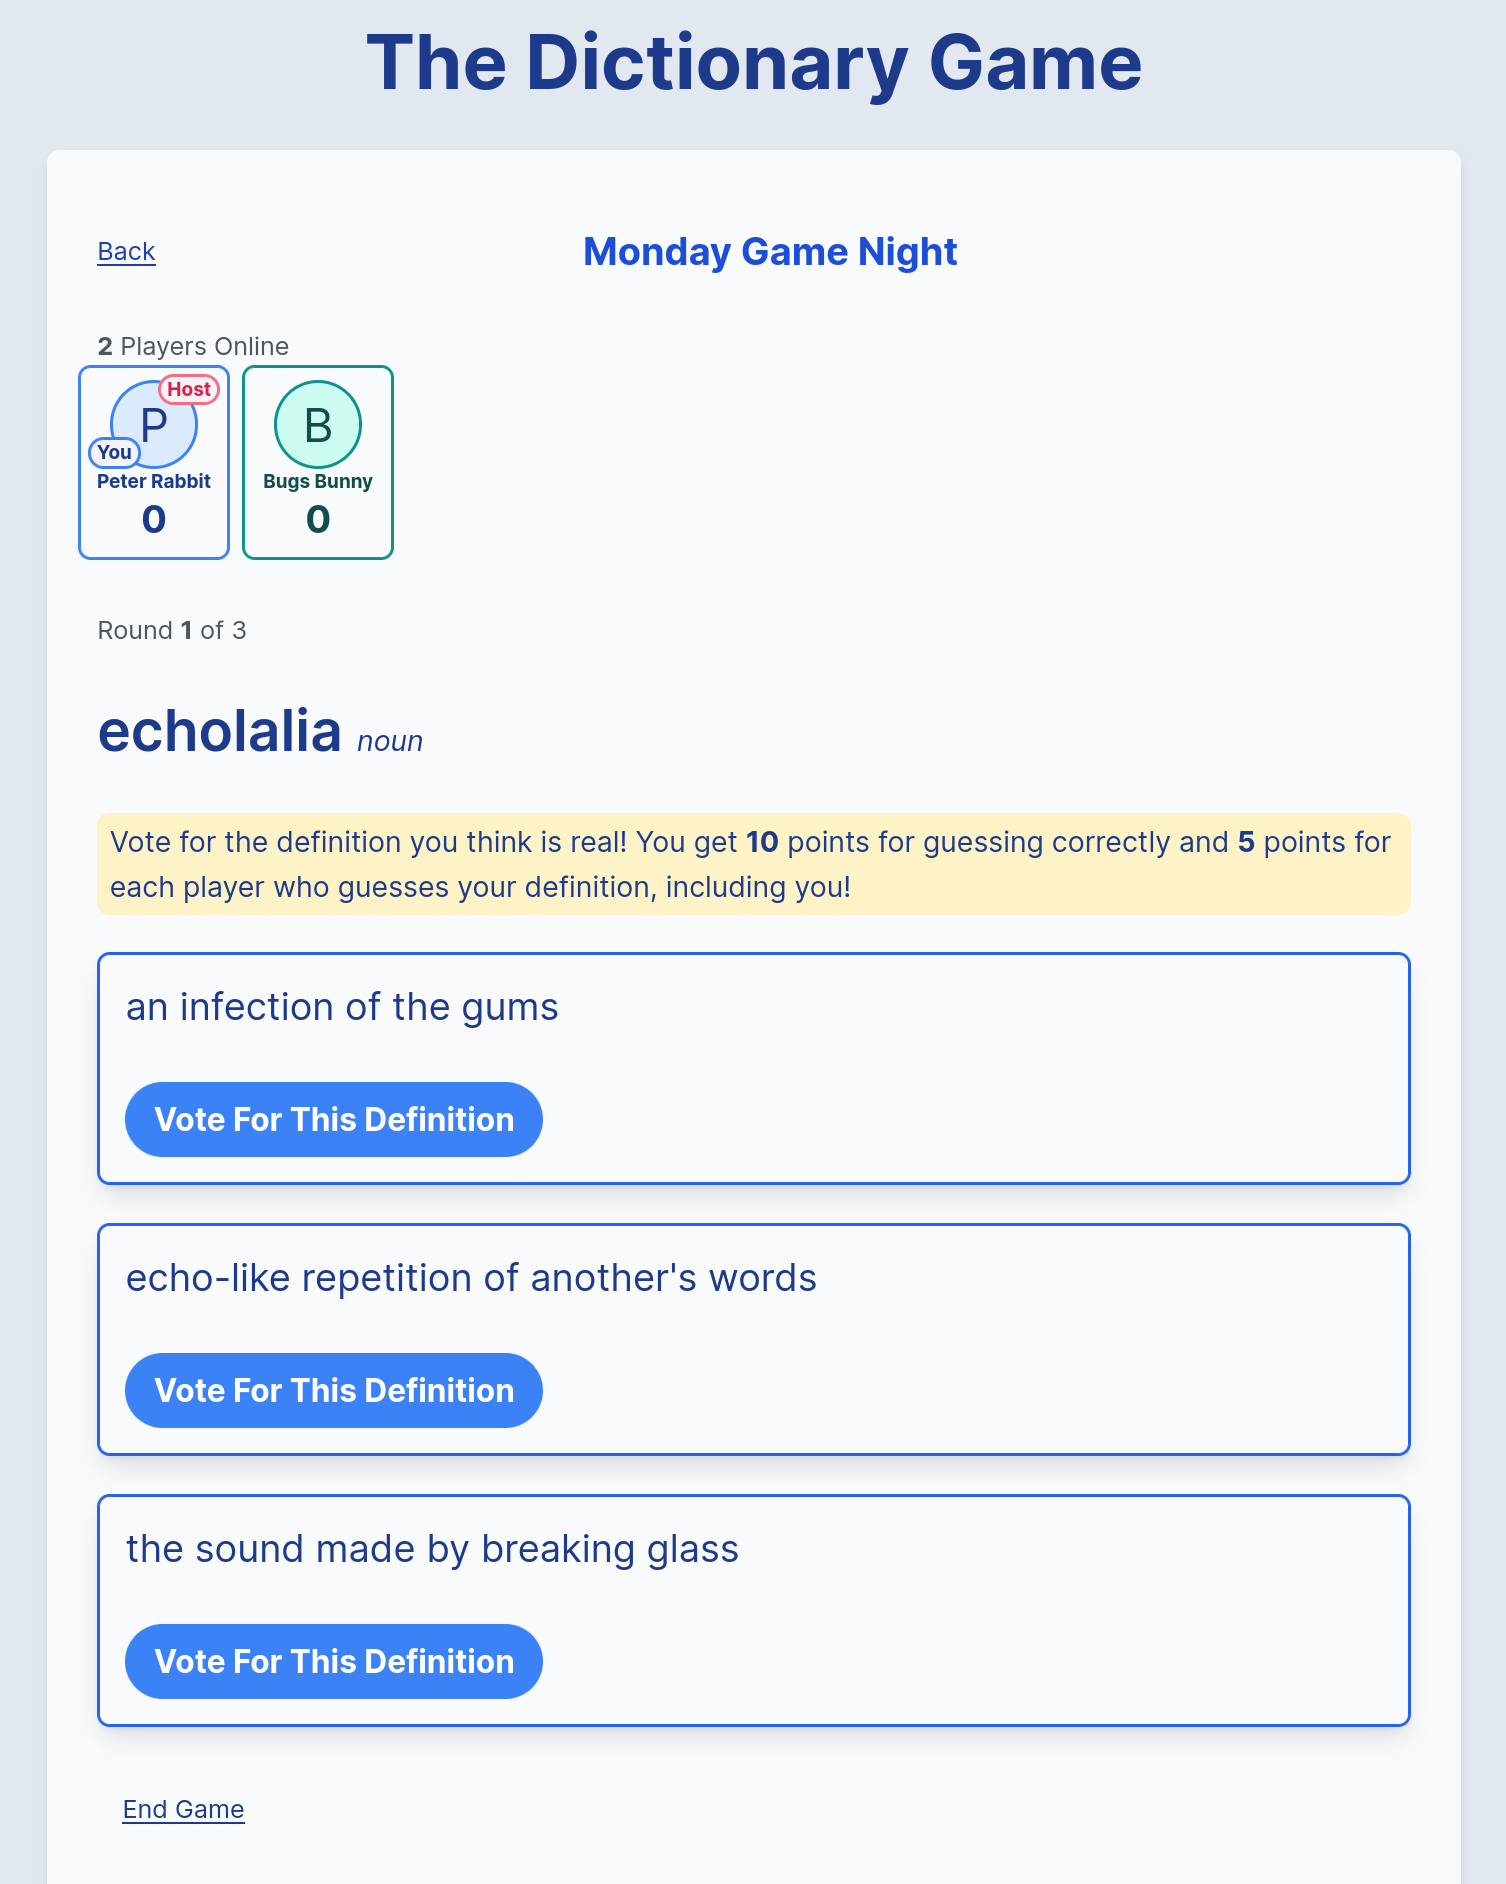 The Dictionary Game
Back
Monday Game Night
2 Players Online
P
Host
You
Peter Rabbit
0
B
Bugs Bunny
0
Round 1 of 3
echolalia noun
Vote for the definition you think is real! You get 10 points for guessing correctly and 5 points for
each player who guesses your definition, including you!
an infection of the gums
Vote For This Definition
echo-like repetition of another's words
Vote For This Definition
the sound made by breaking glass
Vote For This Definition
End Game